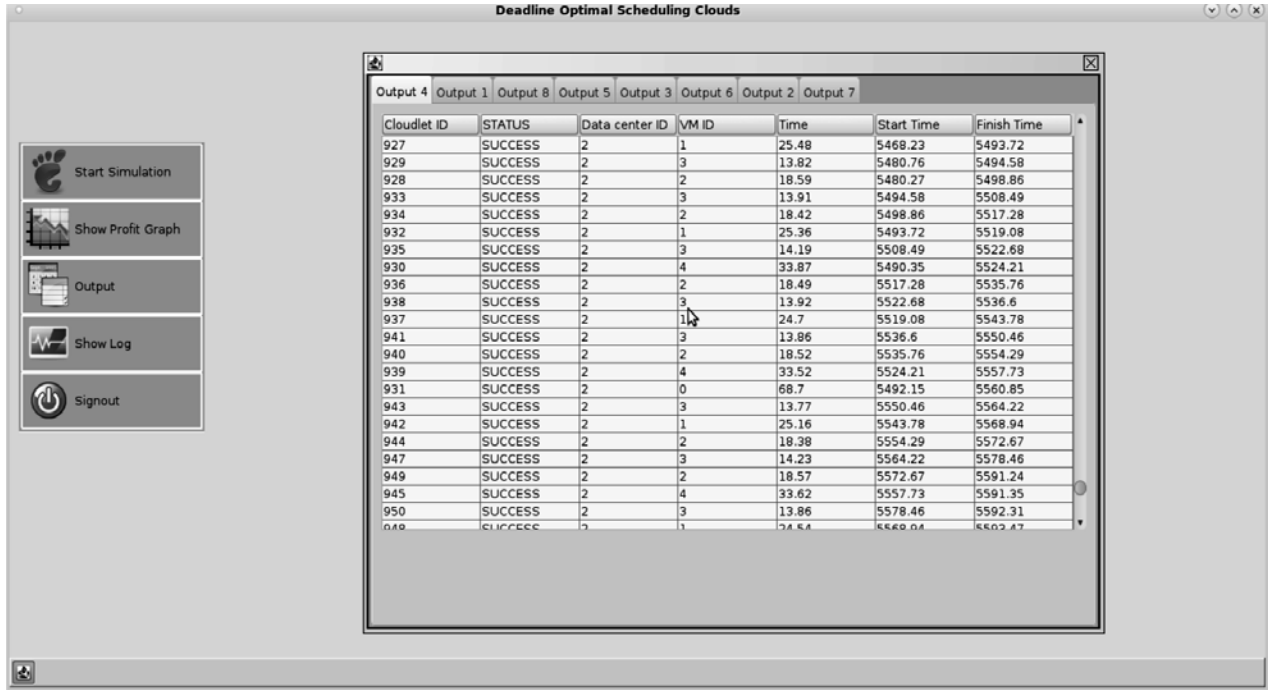 Deadline Optimal Scheduling Clouds
Start Simulation
Show Profit Graph
Output
Show Log
Signout
Output 4 Output 1 Output 8 Output 5 Output 3 Output 6 Output 2 Output 7
Cloudlet ID STATUS Data center ID VM ID Time Start Time Finish Time
927 SUCCESS 2 1 25.48 5468.23 5493.72
929 SUCCESS 2 3 13.82 5480.76 5494.58
928 SUCCESS 2 2 18.59 5480.27 5498.86
933 SUCCESS 2 3 13.91 5494.58 5508.49
934 SUCCESS 2 2 18.42 5498.86 5517.28
932 SUCCESS 2 1 25.36 5493.72 5519.08
935 SUCCESS 2 3 14.19 5508.49 5522.68
930 SUCCESS 2 4 33.87 5490.35 5524.21
936 SUCCESS 2 2 18.49 5517.28 5535.76
938 SUCCESS 2 3 13.92 5522.68 5536.6
937 SUCCESS 2 1 24.7 5519.08 5543.78
941 SUCCESS 2 3 13.86 5536.6 5550.46
940 SUCCESS 2 2 18.52 5535.76 5554.29
939 SUCCESS 2 4 33.52 5524.21 5557.73
931 SUCCESS 2 0 68.7 5492.15 5560.85
943 SUCCESS 2 3 13.77 5550.46 5564.22
942 SUCCESS 2 1 25.16 5543.78 5568.94
944 SUCCESS 2 2 18.38 5554.29 5572.67
947 SUCCESS 2 3 14.23 5564.22 5578.46
949 SUCCESS 2 2 18.57 5572.67 5591.24
945 SUCCESS 2 4 33.62 5557.73 5591.35
950 SUCCESS 2 3 13.86 5578.46 5592.31
948 SUCCESS 2 1 24.54 5568.94 5593.47